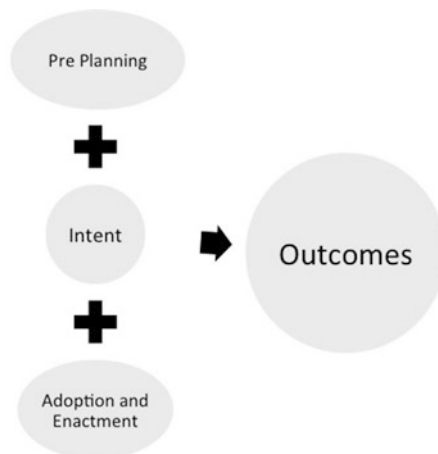 Pre Planning
Intent
Outcomes
Adoption and
Enactment